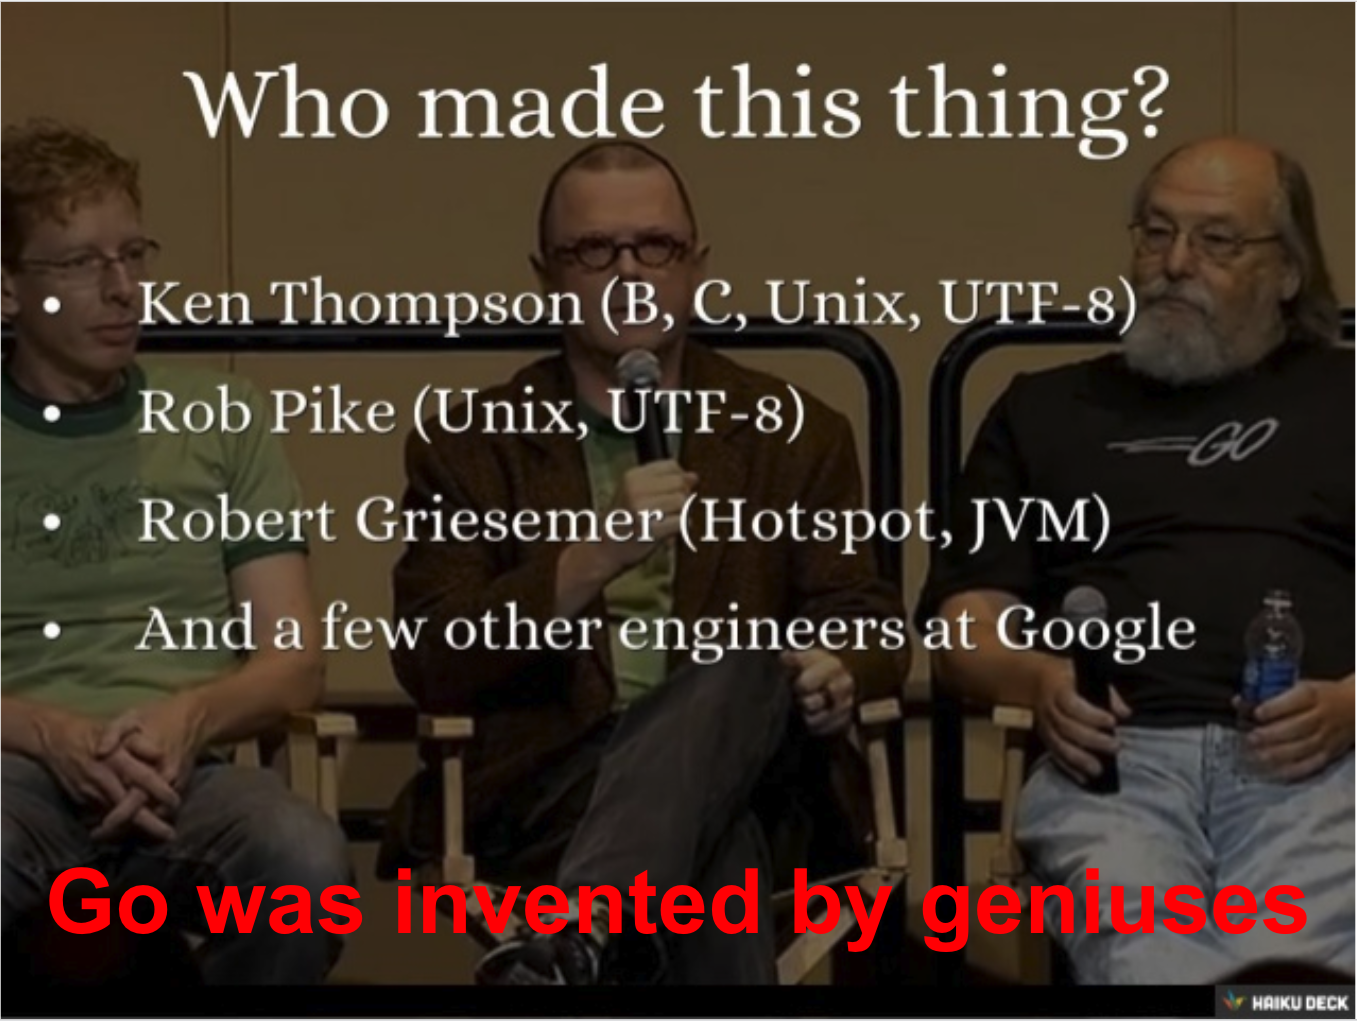 Who made this thing?
• Ken Thompson (B, C, Unix, UTF-8)
• Rob Pike (Unix, UTF-8)
GO
• Robert Griesemer (Hotspot, JVM)
• And a few other engineers at Google
Go was invented by geniuses
HAIKU DECK